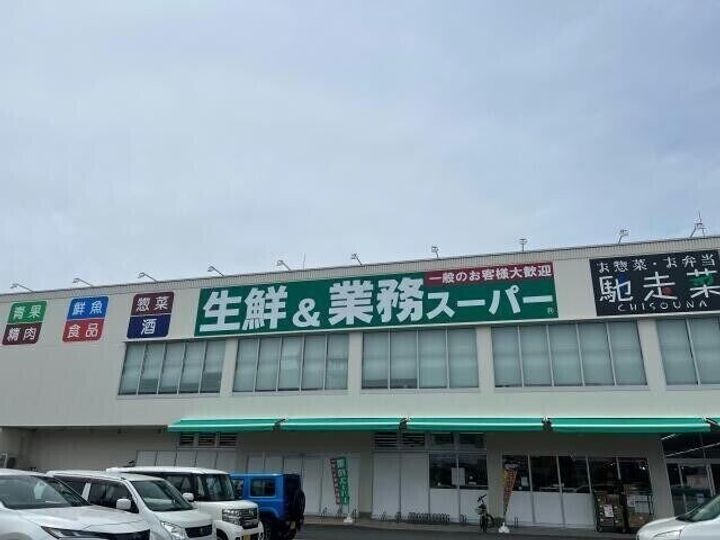 青果
精肉
鮮魚
食品
惣菜
酒
一般のお客様大歓迎
生鮮&業務スーパー®
お惣菜・お弁当
馳走菜
CHISOUNA